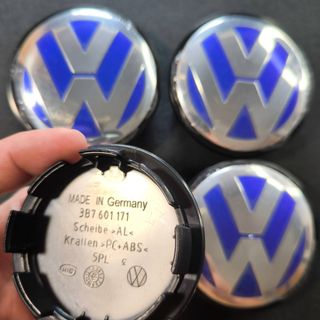 MADE IN Germany
3B7 601 171
Scheibe >AL<
Krallen >PC+ABS<
5PL